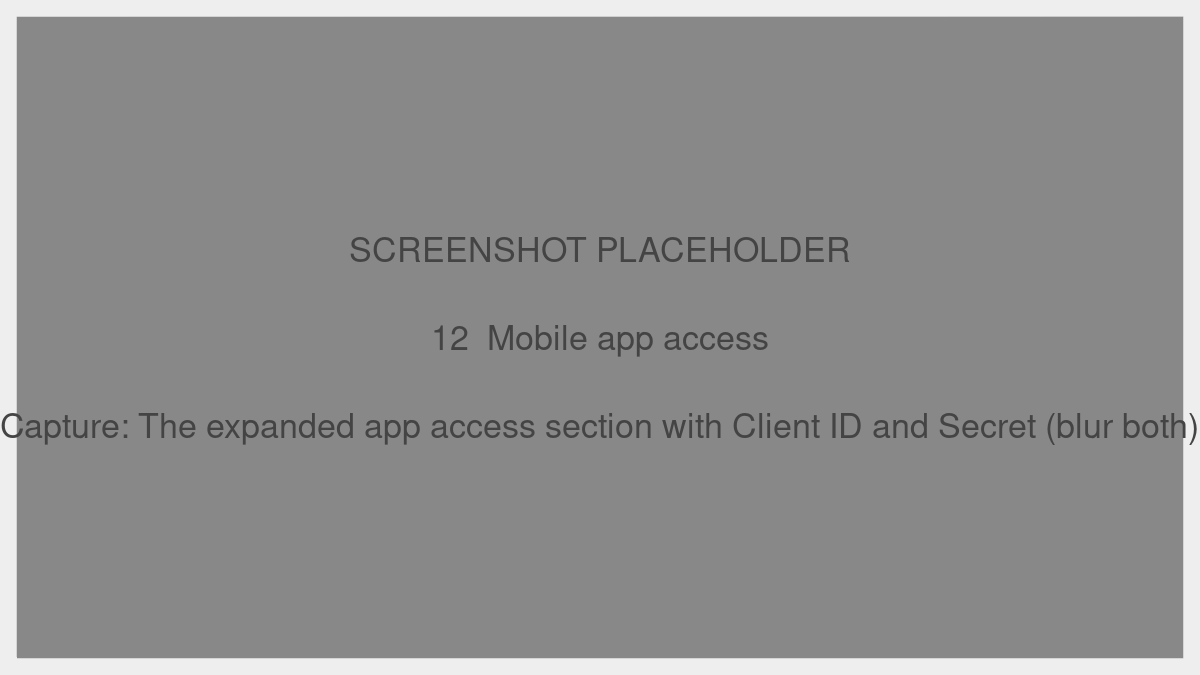 SCREENSHOT PLACEHOLDER
12  Mobile app access
Capture: The expanded app access section with Client ID and Secret (blur both)